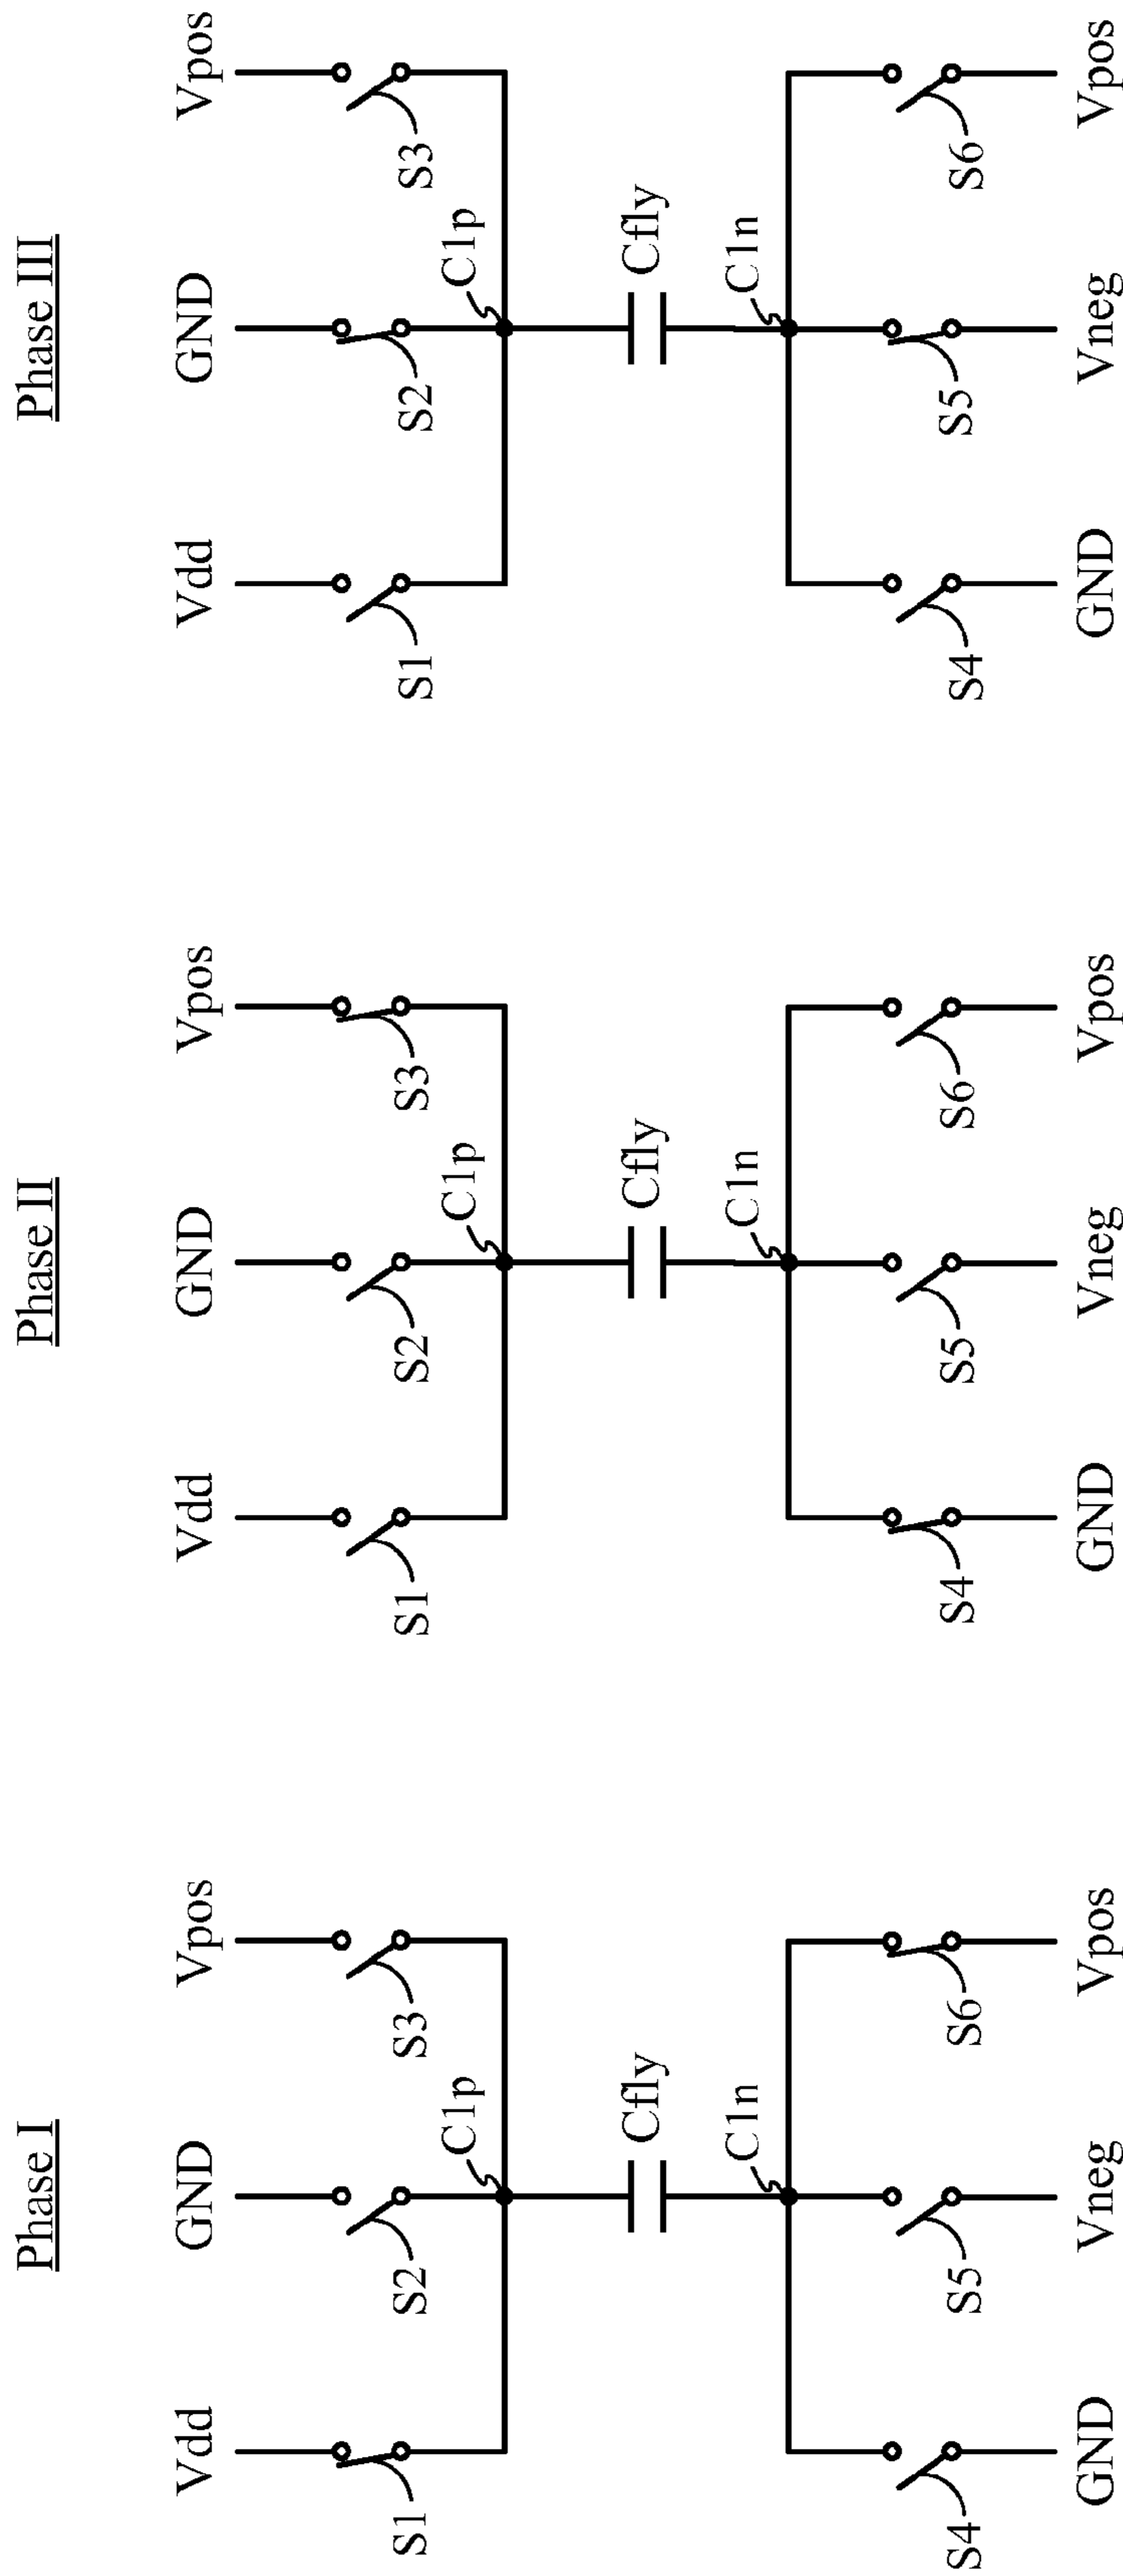 Phase I
Phase II
Phase III
Vdd
GND
Vpos
S1
S2
S3
C1p
Cfly
C1n
S4
S5
S6
GND
Vneg
Vpos
Vdd
GND
Vpos
S1
S2
S3
C1p
Cfly
C1n
S4
S5
S6
GND
Vneg
Vpos
Vdd
GND
Vpos
S1
S2
S3
C1p
Cfly
C1n
S4
S5
S6
GND
Vneg
Vpos